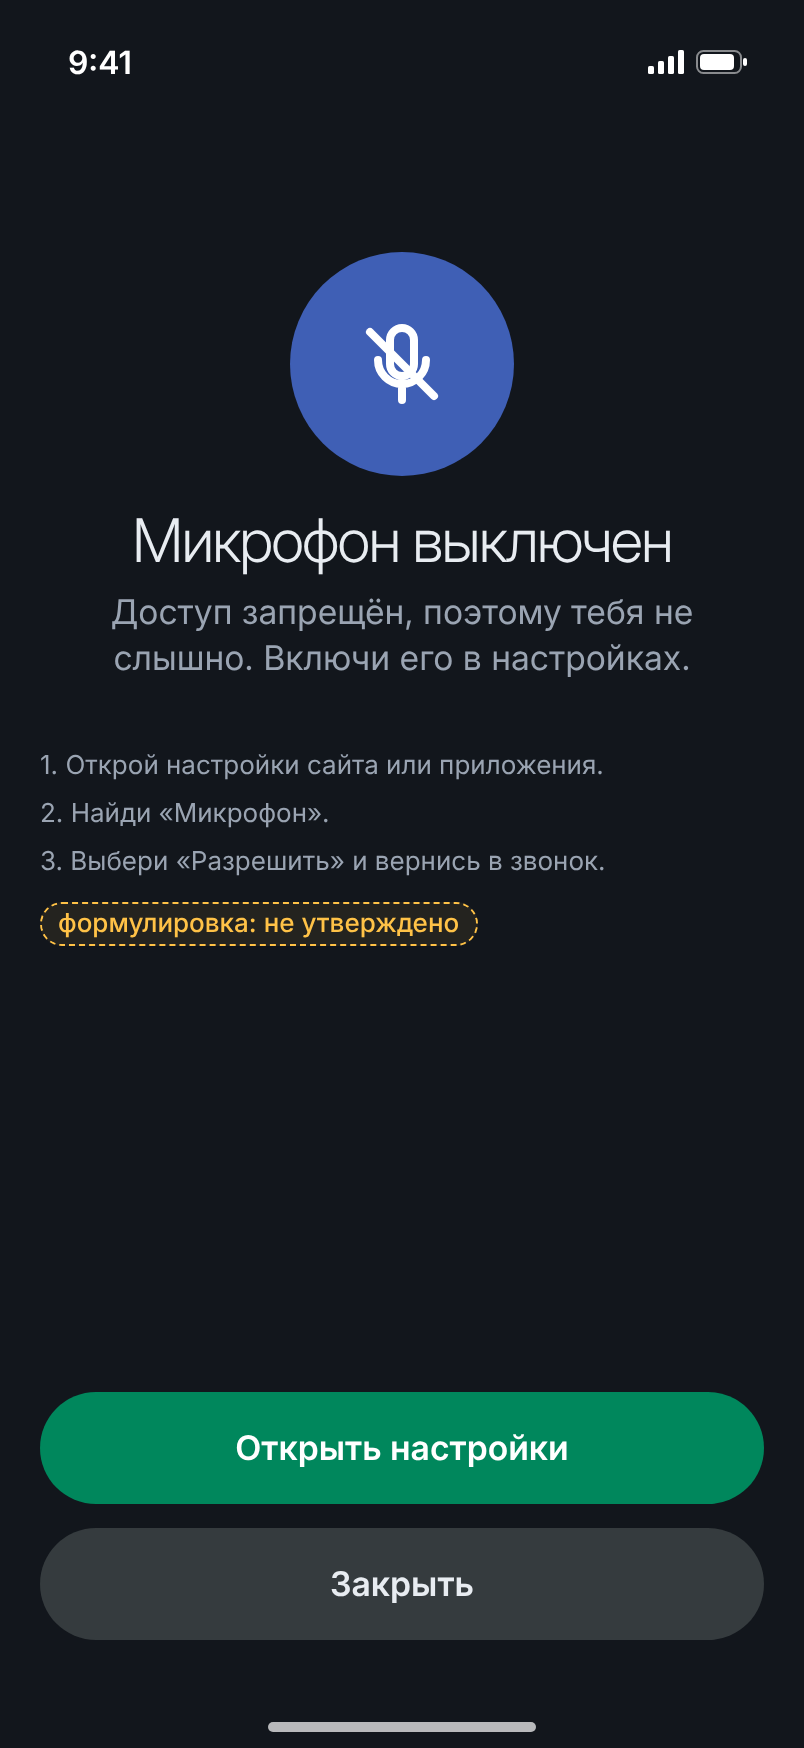 9:41
Микрофон выключен
Доступ запрещён, поэтому тебя не
слышно. Включи его в настройках.
1. Открой настройки сайта или приложения.
2. Найди «Микрофон».
3. Выбери «Разрешить» и вернись в звонок.
формулировка: не утверждено
Открыть настройки
Закрыть